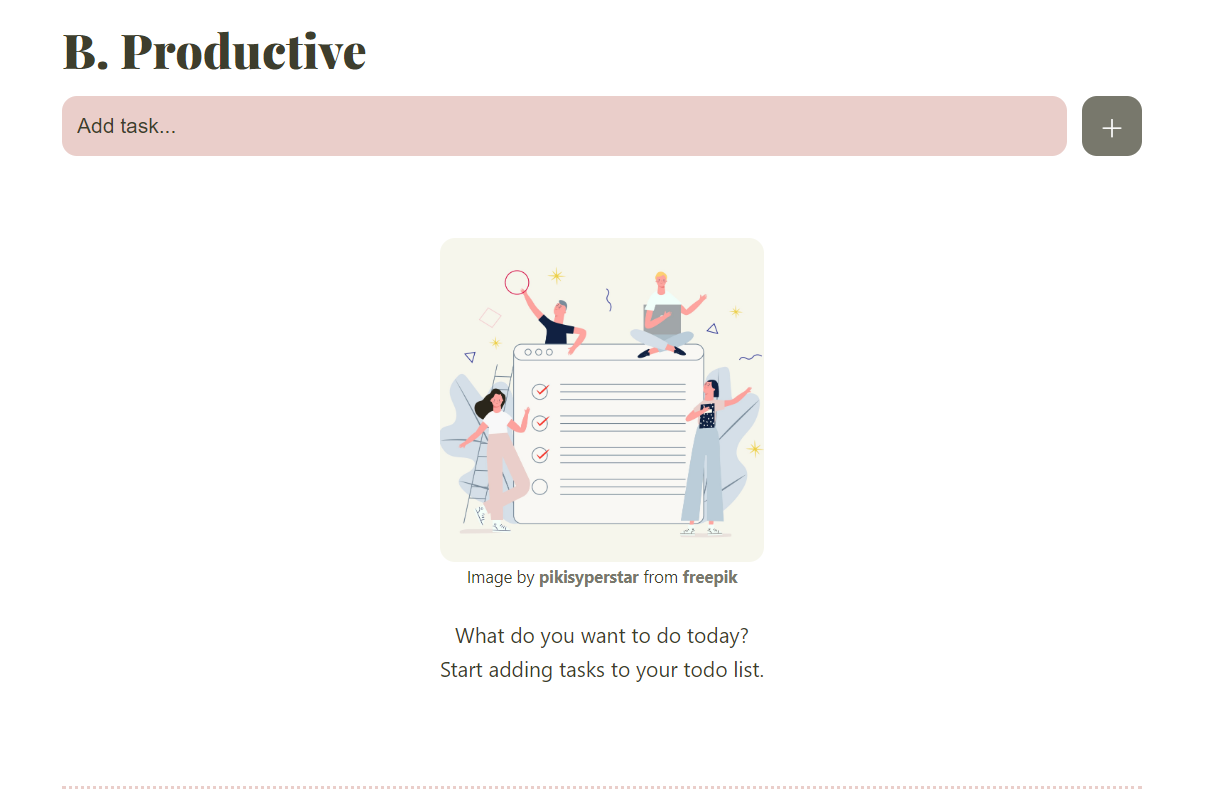 B. Productive
Add task...
+
Image by pikisyperstar from freepik
What do you want to do today?
Start adding tasks to your todo list.